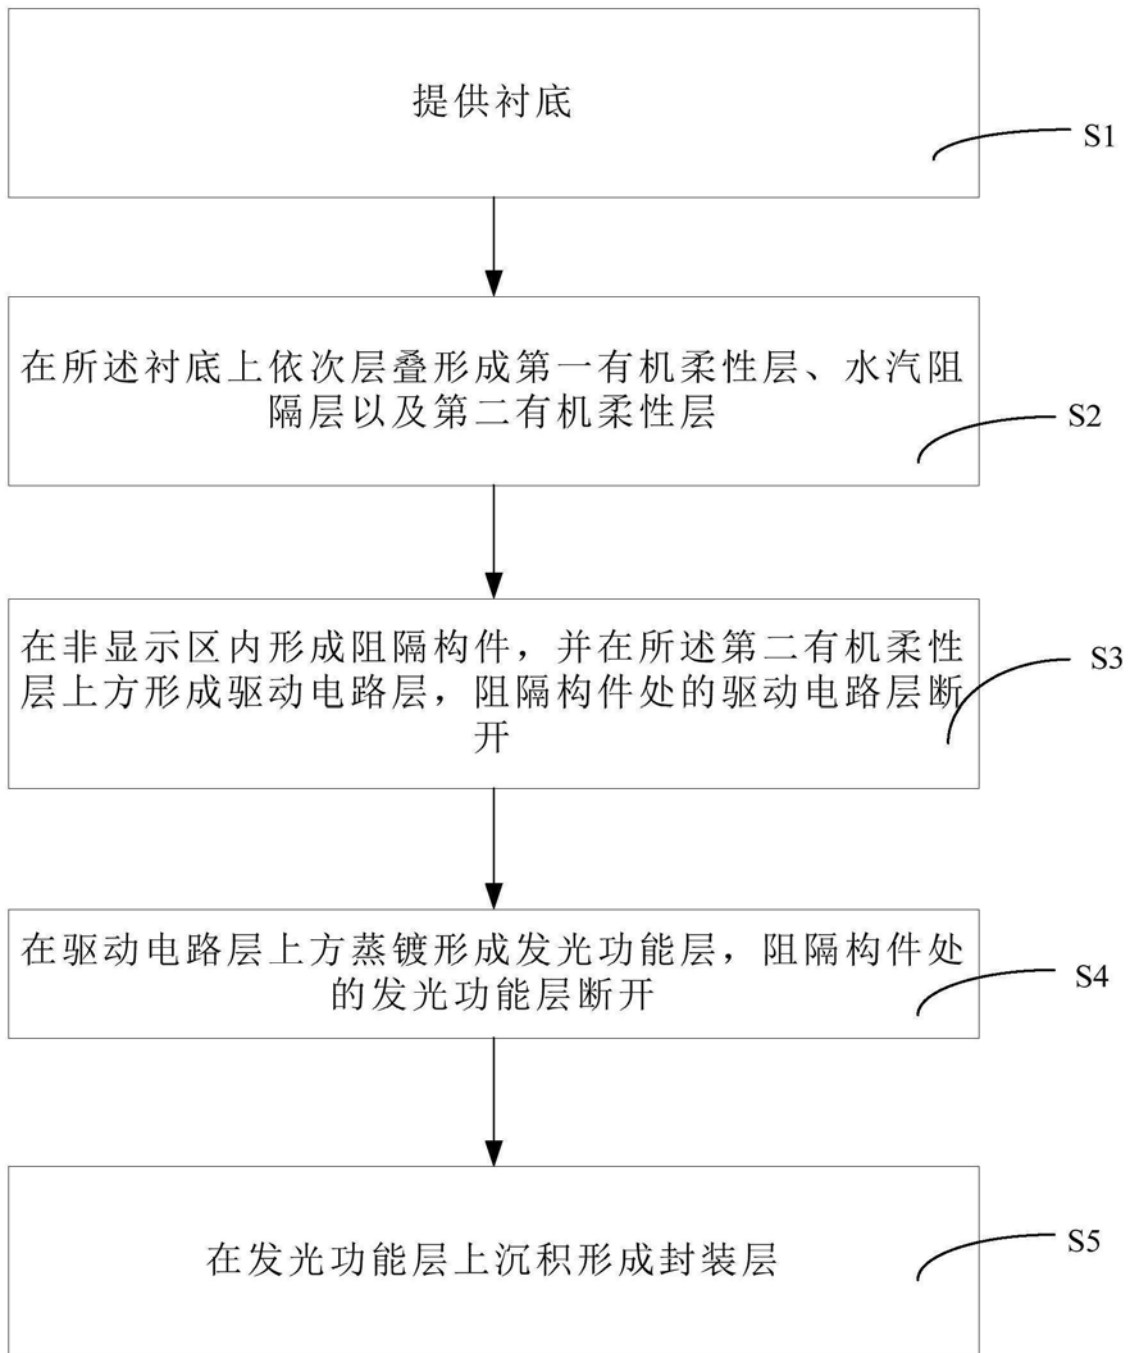 提供衬底
S1
在所述衬底上依次层叠形成第一有机柔性层、水汽阻
隔层以及第二有机柔性层
S2
在非显示区内形成阻隔构件，并在所述第二有机柔性
层上方形成驱动电路层，阻隔构件处的驱动电路层断
开
S3
在驱动电路层上方蒸镀形成发光功能层，阻隔构件处
的发光功能层断开
S4
在发光功能层上沉积形成封装层
S5